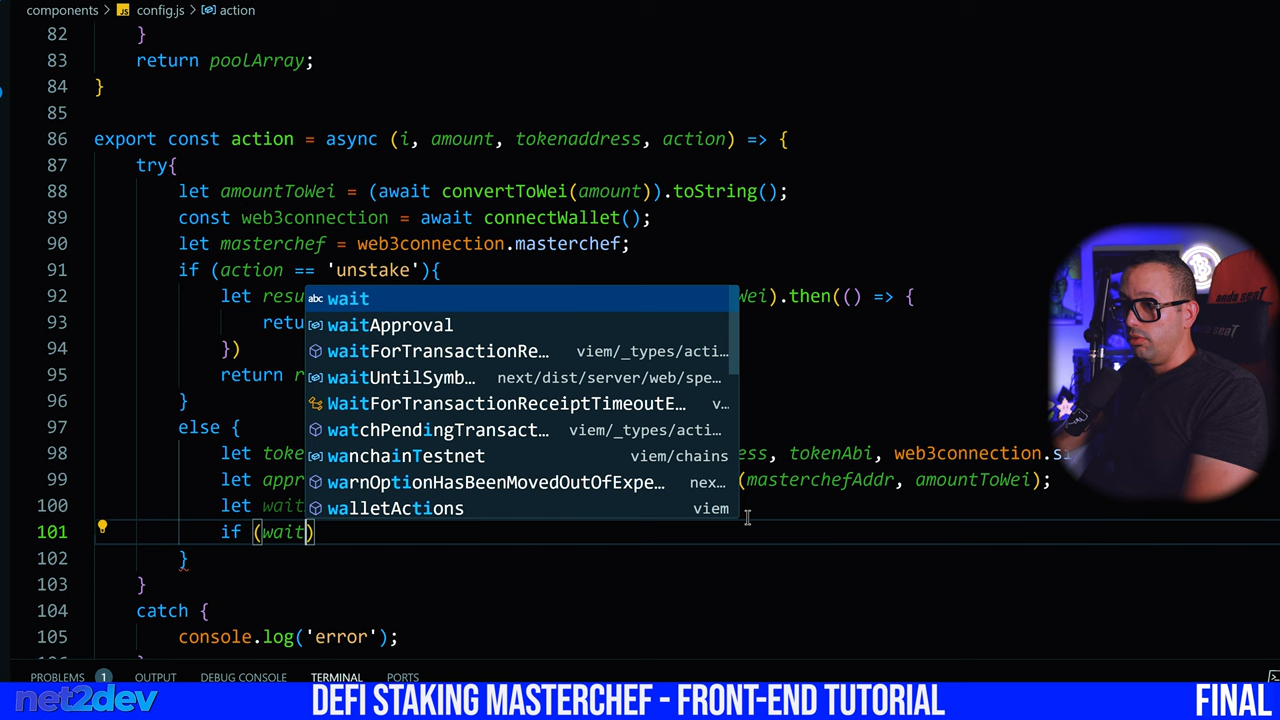 components > JS config.js > action
82 }
83 return poolArray;
84 }
85
86 export const action = async (i, amount, tokenaddress, action) => {
87 try{
88 let amountToWei = (await convertToWei(amount)).toString();
89 const web3connection = await connectWallet();
90 let masterchef = web3connection.masterchef;
91 if (action == 'unstake'){
92 let resu Wei).then(() => {
93 retu
94 })
95 return r
96 }
97 else {
98 let toke ss, tokenAbi, web3connection.si
99 let appr (masterchefAddr, amountToWei);
100 let wait
101 if (wait)
102 }
103 }
104 catch {
105 console.log('error');
abc wait
waitApproval
waitForTransactionRe… viem/_types/acti…
waitUntilSymb… next/dist/server/web/spe…
WaitForTransactionReceiptTimeoutE… v…
watchPendingTransact… viem/_types/acti…
wanchainTestnet viem/chains
warnOptionHasBeenMovedOutOfExpe… nex…
walletActions viem
PROBLEMS 1 OUTPUT DEBUG CONSOLE TERMINAL PORTS
net2dev DEFI STAKING MASTERCHEF - FRONT-END TUTORIAL FINAL